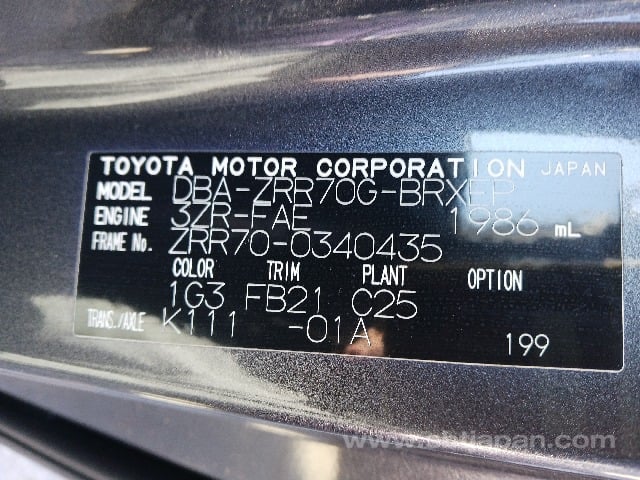 TOYOTA MOTOR CORPORATION JAPAN
MODEL DBA-ZRR70G-BRXEP
ENGINE 3ZR-FAE 1986 mL
FRAME No. ZRR70-0340435
COLOR TRIM PLANT OPTION
1G3 FB21 C25
TRANS./AXLE K111 -01A
199
www.sbtjapan.com